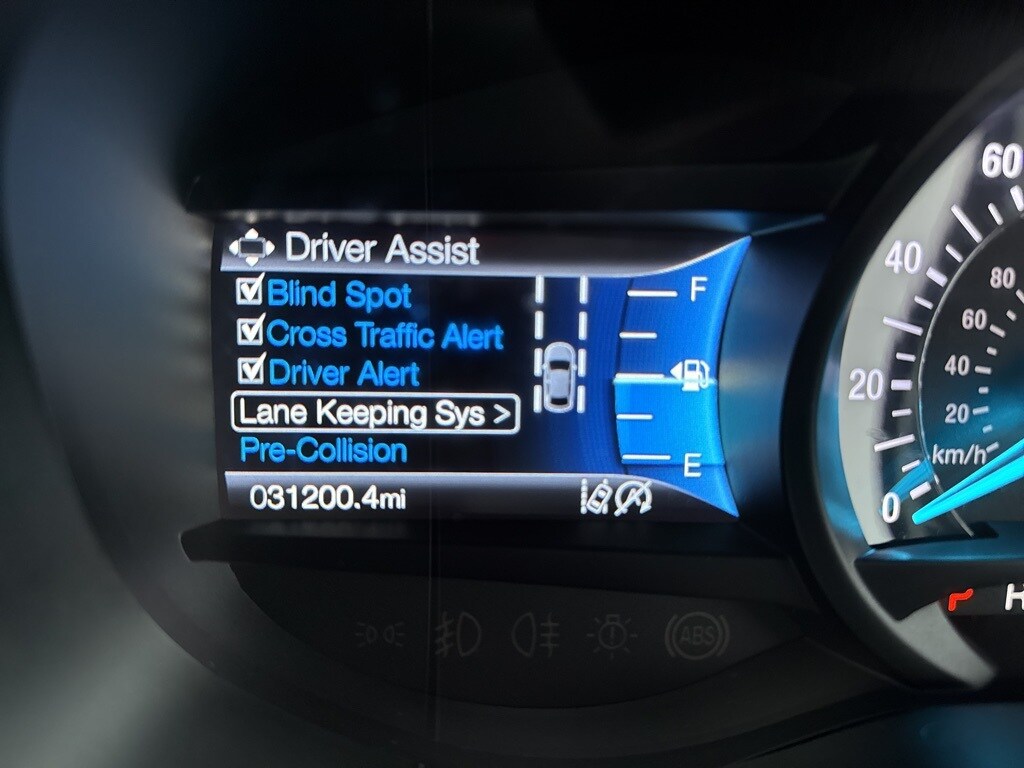 Driver Assist
Blind Spot
Cross Traffic Alert
Driver Alert
Lane Keeping Sys >
Pre-Collision
031200.4mi
F
E
60
40
20
0
80
60
40
20
km/h
H
ABS